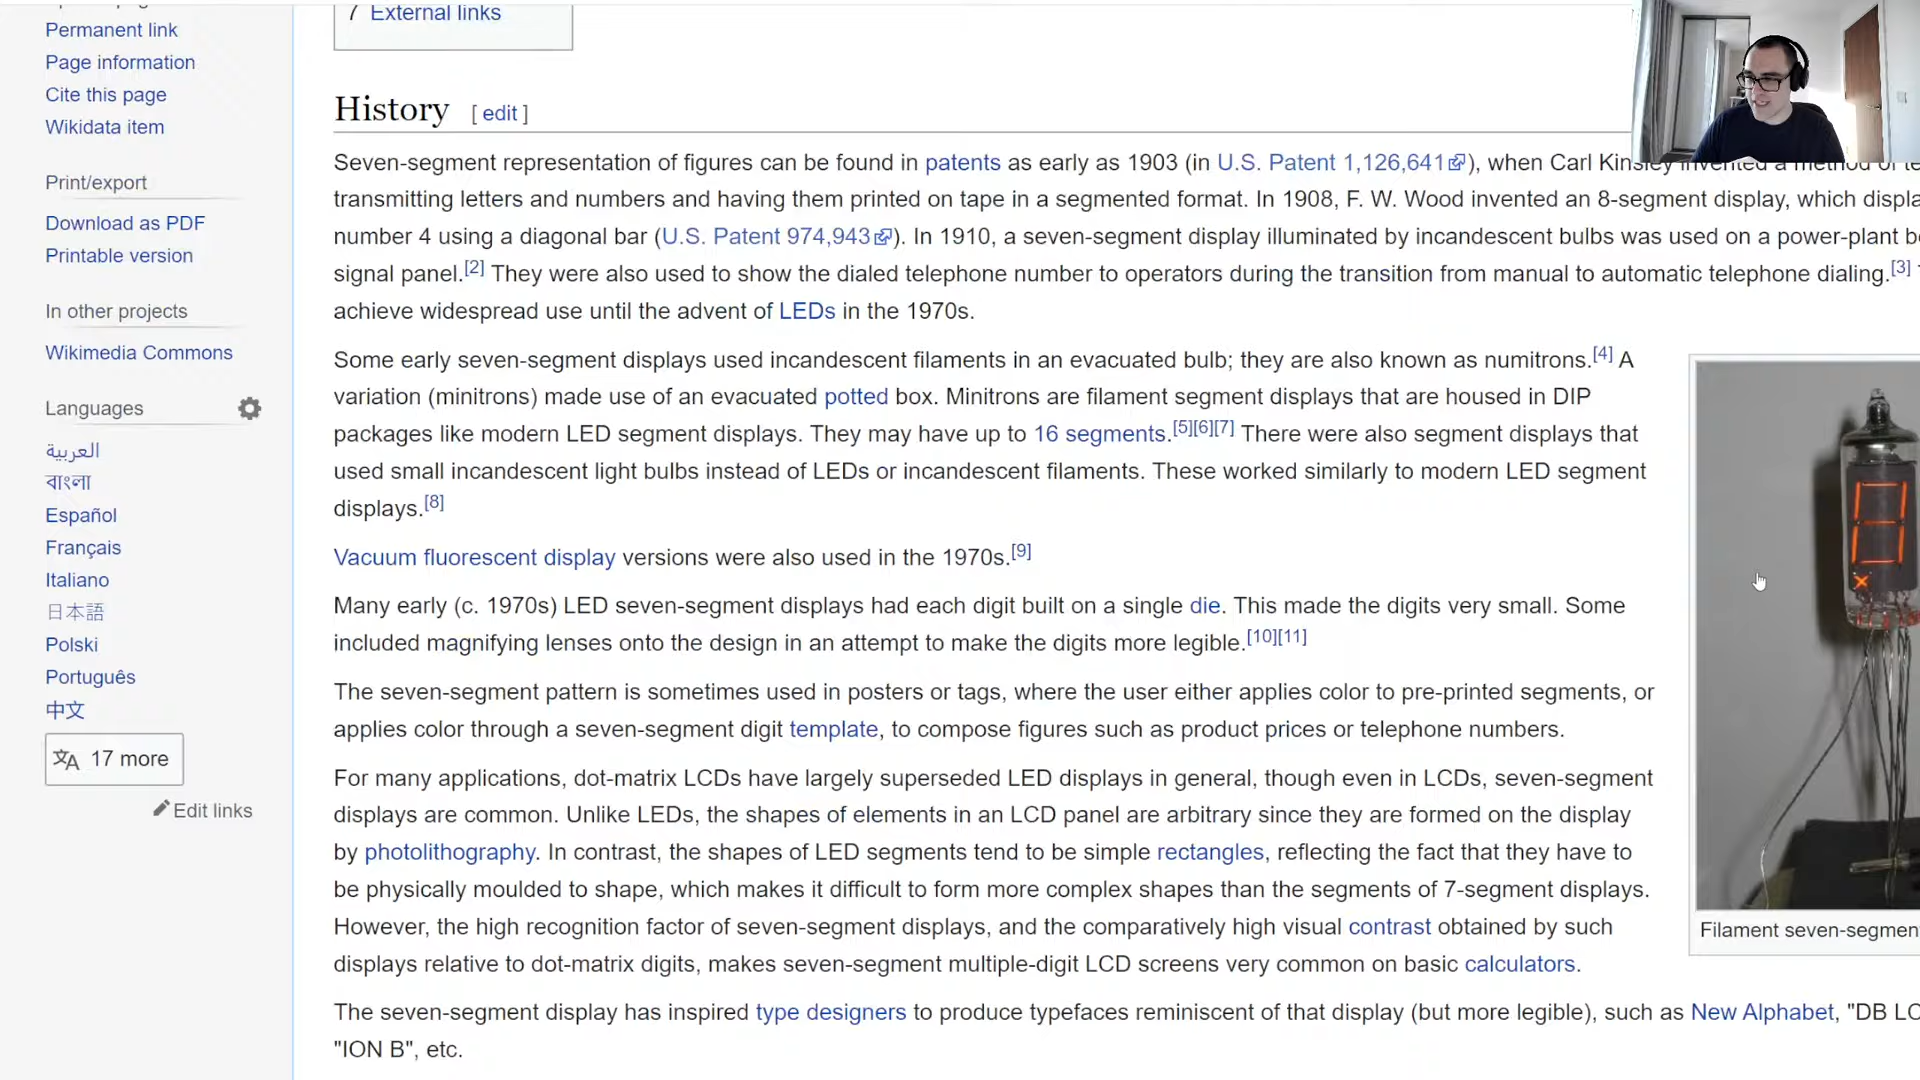 Permanent link
Page information
Cite this page
Wikidata item
Print/export
Download as PDF
Printable version
In other projects
Wikimedia Commons
Languages
العربية
বাংলা
Español
Français
Italiano
日本語
Polski
Português
中文
17 more
Edit links
7 External links
History [ edit ]
Seven-segment representation of figures can be found in patents as early as 1903 (in U.S. Patent 1,126,641), when Carl Kinsley invented a method of
transmitting letters and numbers and having them printed on tape in a segmented format. In 1908, F. W. Wood invented an 8-segment display, which
number 4 using a diagonal bar (U.S. Patent 974,943). In 1910, a seven-segment display illuminated by incandescent bulbs was used on a power-plant
signal panel.[2] They were also used to show the dialed telephone number to operators during the transition from manual to automatic telephone dialing.[3]
achieve widespread use until the advent of LEDs in the 1970s.
Some early seven-segment displays used incandescent filaments in an evacuated bulb; they are also known as numitrons.[4] A
variation (minitrons) made use of an evacuated potted box. Minitrons are filament segment displays that are housed in DIP
packages like modern LED segment displays. They may have up to 16 segments.[5][6][7] There were also segment displays that
used small incandescent light bulbs instead of LEDs or incandescent filaments. These worked similarly to modern LED segment
displays.[8]
Vacuum fluorescent display versions were also used in the 1970s.[9]
Many early (c. 1970s) LED seven-segment displays had each digit built on a single die. This made the digits very small. Some
included magnifying lenses onto the design in an attempt to make the digits more legible.[10][11]
The seven-segment pattern is sometimes used in posters or tags, where the user either applies color to pre-printed segments, or
applies color through a seven-segment digit template, to compose figures such as product prices or telephone numbers.
For many applications, dot-matrix LCDs have largely superseded LED displays in general, though even in LCDs, seven-segment
displays are common. Unlike LEDs, the shapes of elements in an LCD panel are arbitrary since they are formed on the display
by photolithography. In contrast, the shapes of LED segments tend to be simple rectangles, reflecting the fact that they have to
be physically moulded to shape, which makes it difficult to form more complex shapes than the segments of 7-segment displays.
However, the high recognition factor of seven-segment displays, and the comparatively high visual contrast obtained by such
displays relative to dot-matrix digits, makes seven-segment multiple-digit LCD screens very common on basic calculators.
The seven-segment display has inspired type designers to produce typefaces reminiscent of that display (but more legible), such as New Alphabet, "DB
"ION B", etc.
8
Filament